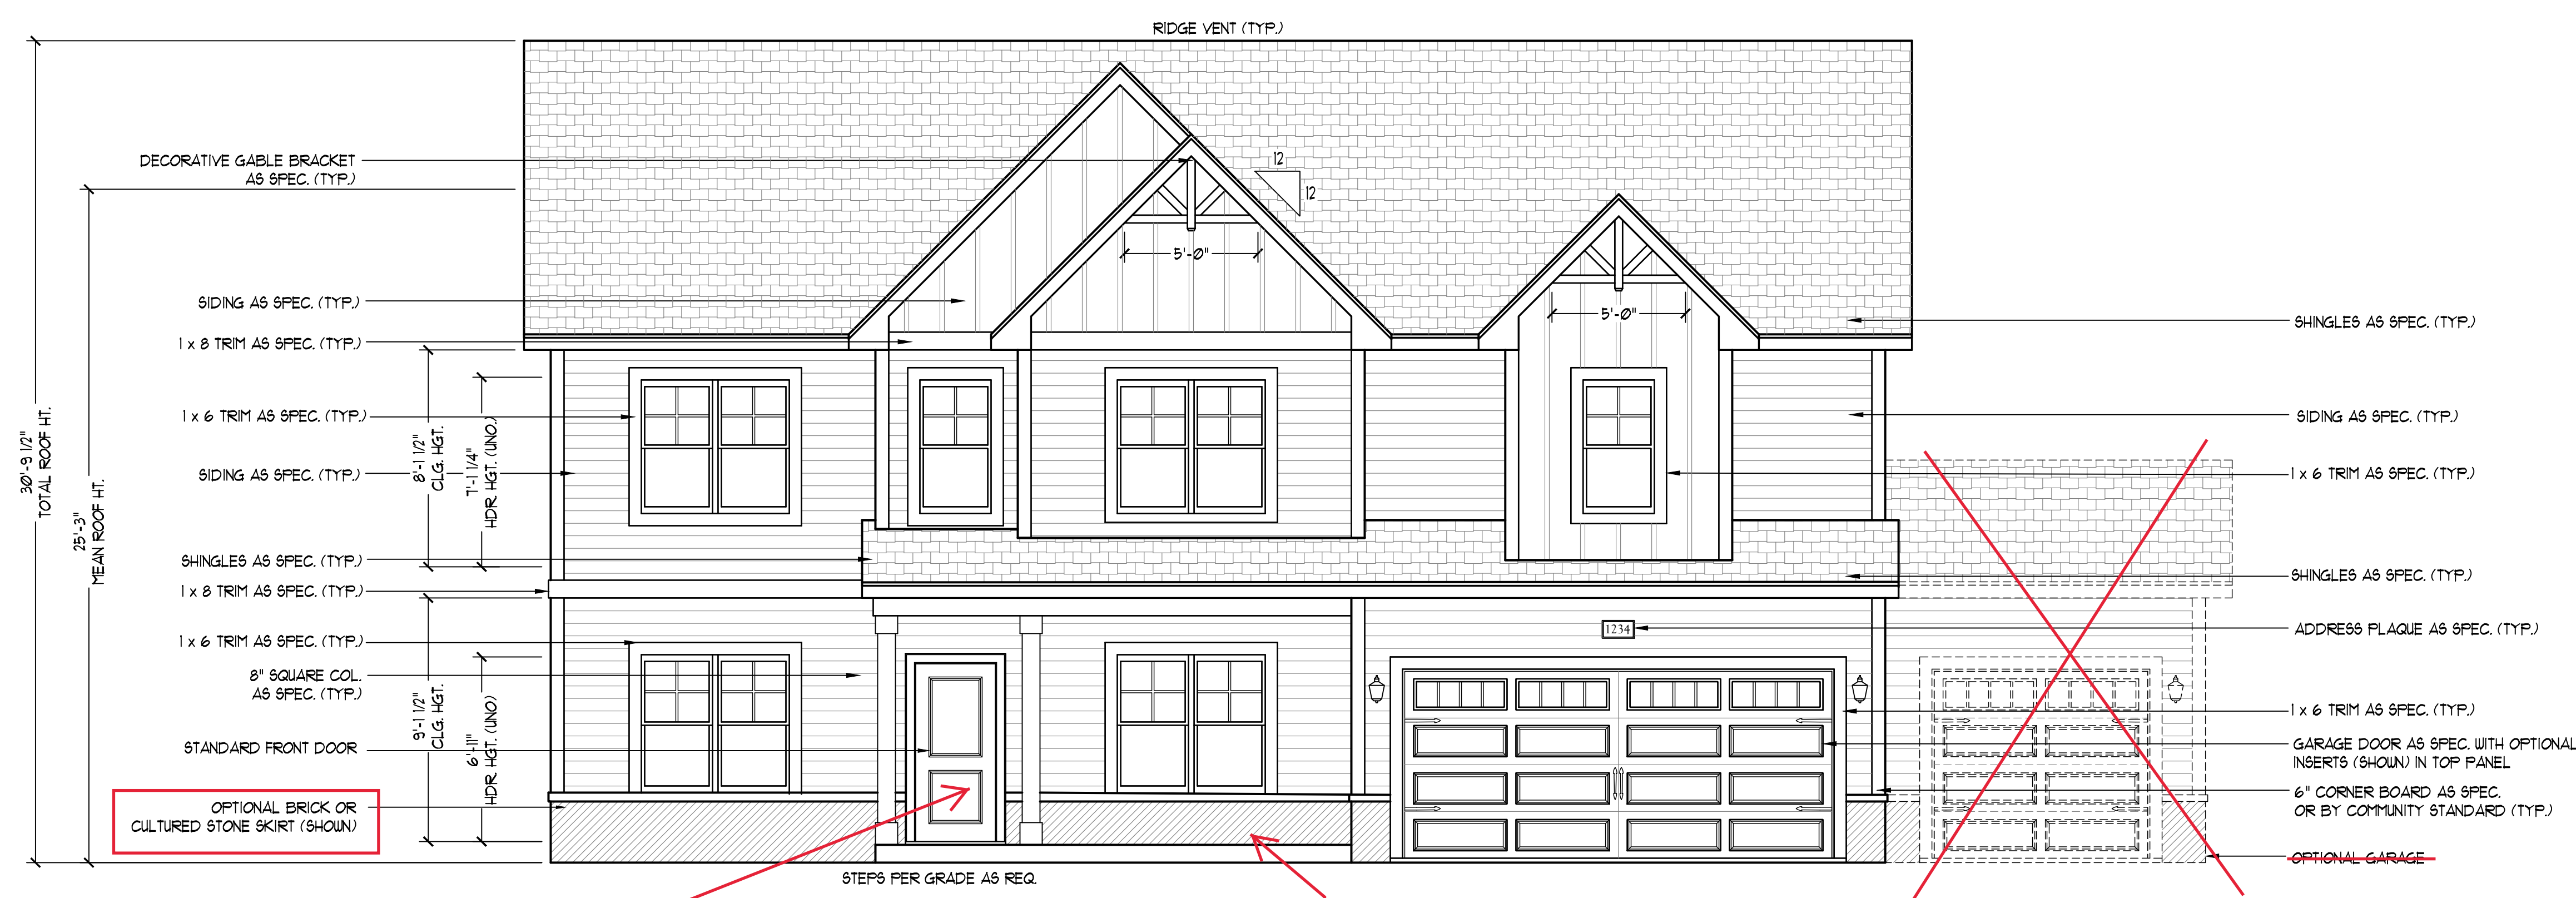 RIDGE VENT (TYP.)
DECORATIVE GABLE BRACKET
AS SPEC. (TYP.)
12
12
5'-0"
5'-0"
SIDING AS SPEC. (TYP.)
1 x 8 TRIM AS SPEC. (TYP.)
1 x 6 TRIM AS SPEC. (TYP.)
SIDING AS SPEC. (TYP.)
SHINGLES AS SPEC. (TYP.)
1 x 8 TRIM AS SPEC. (TYP.)
1 x 6 TRIM AS SPEC. (TYP.)
8" SQUARE COL.
AS SPEC. (TYP.)
STANDARD FRONT DOOR
OPTIONAL BRICK OR
CULTURED STONE SKIRT (SHOWN)
30'-9 1/2"
TOTAL ROOF HT.
25'-3"
MEAN ROOF HT.
8'-1 1/2"
CLG. HGT.
7'-1 1/4"
HDR. HGT. (UNO.)
9'-1 1/2"
CLG. HGT.
6'-11"
HDR. HGT. (UNO)
STEPS PER GRADE AS REQ.
1234
SHINGLES AS SPEC. (TYP.)
SIDING AS SPEC. (TYP.)
1 x 6 TRIM AS SPEC. (TYP.)
SHINGLES AS SPEC. (TYP.)
ADDRESS PLAQUE AS SPEC. (TYP.)
1 x 6 TRIM AS SPEC. (TYP.)
GARAGE DOOR AS SPEC. WITH OPTIONAL
INSERTS (SHOWN) IN TOP PANEL
6" CORNER BOARD AS SPEC.
OR BY COMMUNITY STANDARD (TYP.)
OPTIONAL GARAGE